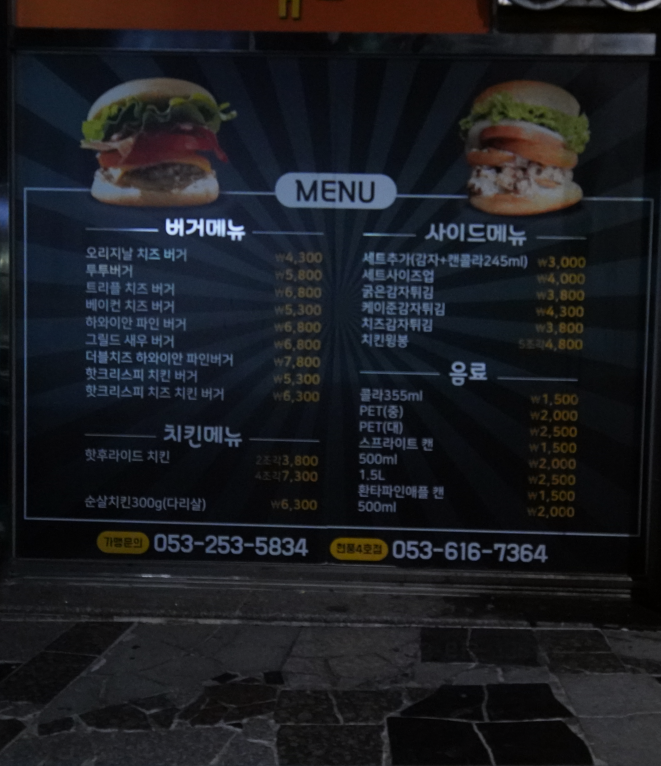 MENU
버거메뉴
오리지날 치즈 버거 ₩4,300
투투버거 ₩5,800
트리플 치즈 버거 ₩6,800
베이컨 치즈 버거 ₩5,300
하와이안 파인 버거 ₩6,800
그릴드 새우 버거 ₩6,800
더블치즈 하와이안 파인버거 ₩7,800
핫크리스피 치킨 버거 ₩5,300
핫크리스피 치즈 치킨 버거 ₩6,300
치킨메뉴
핫후라이드 치킨 2조각3,800
4조각7,300
순살치킨300g(다리살) ₩6,300
사이드메뉴
세트추가(감자+캔콜라245ml) ₩3,000
세트사이즈업 ₩4,000
굵은감자튀김 ₩3,800
케이준감자튀김 ₩4,300
치즈감자튀김 ₩3,800
치킨윙봉 5조각4,800
음료
콜라355ml ₩1,500
PET(중) ₩2,000
PET(대) ₩2,500
스프라이트 캔 ₩1,500
500ml ₩2,000
1.5L ₩2,500
환타파인애플 캔 ₩1,500
500ml ₩2,000
가맹문의 053-253-5834
현풍4호점 053-616-7364